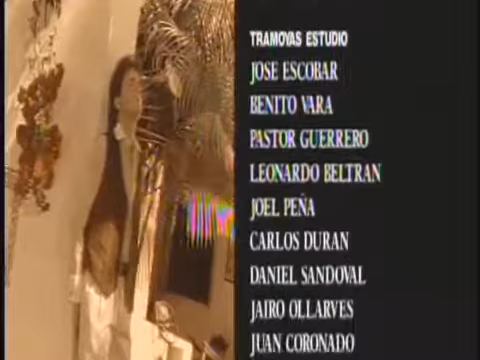 TRAMOYAS ESTUDIO
JOSE ESCOBAR
BENITO VARA
PASTOR GUERRERO
LEONARDO BELTRAN
JOEL PEÑA
CARLOS DURAN
DANIEL SANDOVAL
JAIRO OLLARVES
JUAN CORONADO